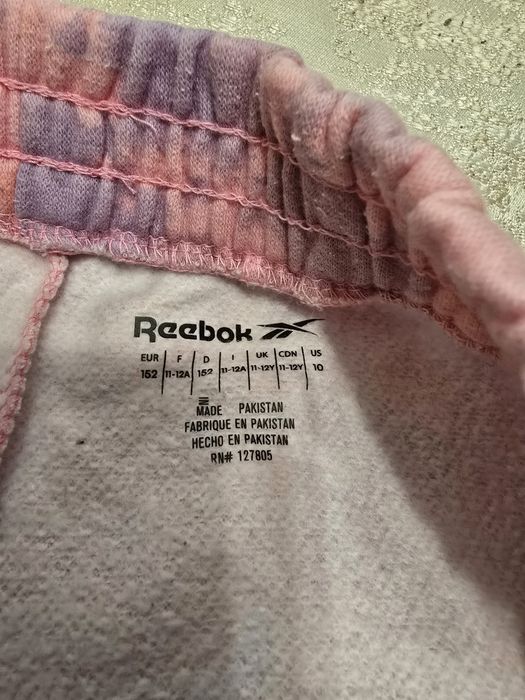 Reebok
EUR F D I UK CDN US
152 11-12A 152 11-12A 11-12Y 11-12Y 10
MADE PAKISTAN
FABRIQUE EN PAKISTAN
HECHO EN PAKISTAN
RN# 127805